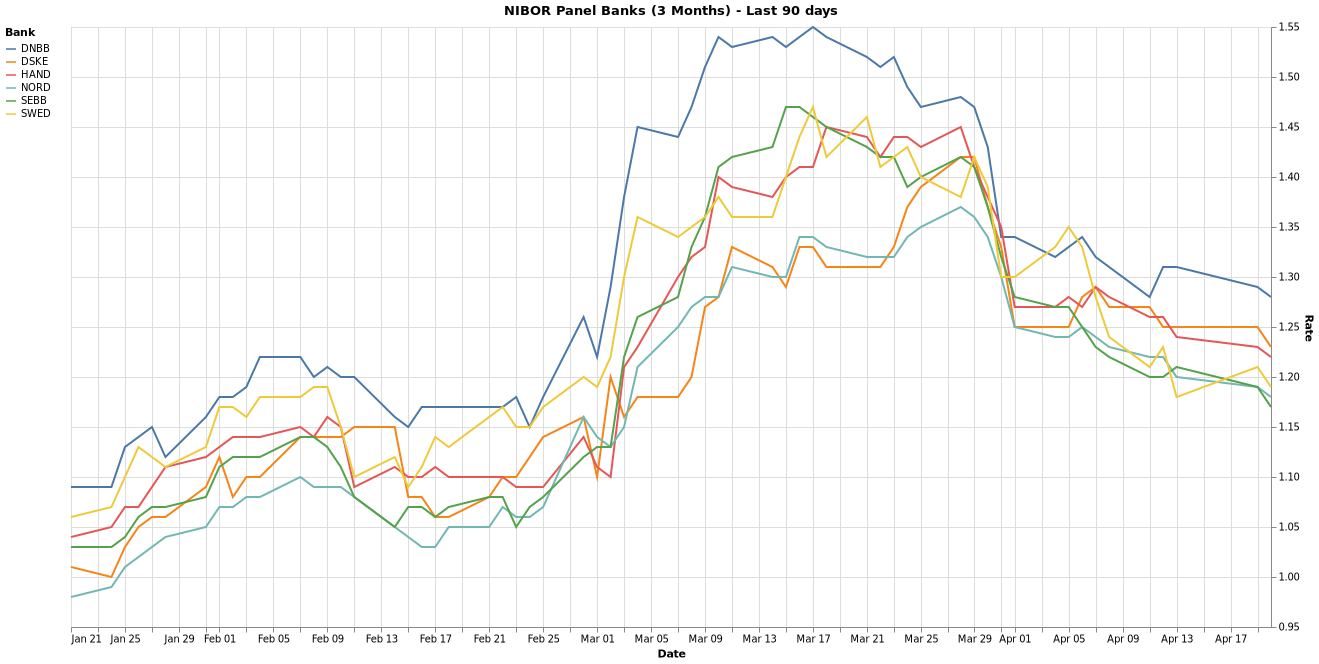 NIBOR Panel Banks (3 Months) - Last 90 days
Bank
DNBB
DSKE
HAND
NORD
SEBB
SWED
1.55
1.50
1.45
1.40
1.35
1.30
1.25
1.20
1.15
1.10
1.05
1.00
0.95
Rate
Jan 21 Jan 25 Jan 29 Feb 01 Feb 05 Feb 09 Feb 13 Feb 17 Feb 21 Feb 25 Mar 01 Mar 05 Mar 09 Mar 13 Mar 17 Mar 21 Mar 25 Mar 29 Apr 01 Apr 05 Apr 09 Apr 13 Apr 17
Date